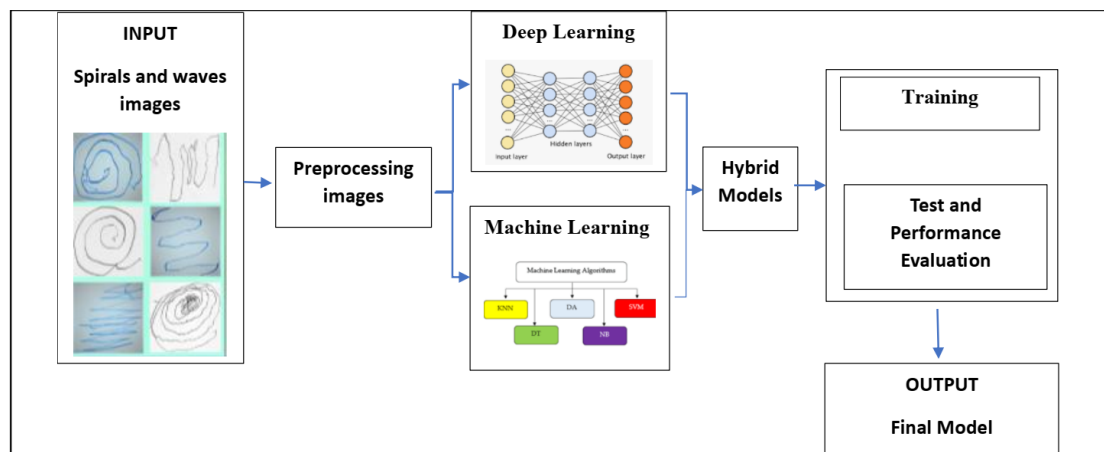 INPUT
Spirals and waves
images
Preprocessing
images
Deep Learning
...
...
...
...
Input layer
Hidden layers
Output layer
Machine Learning
Machine Learning Algorithms
KNN
DA
SVM
DT
NB
Hybrid
Models
Training
Test and
Performance
Evaluation
OUTPUT
Final Model